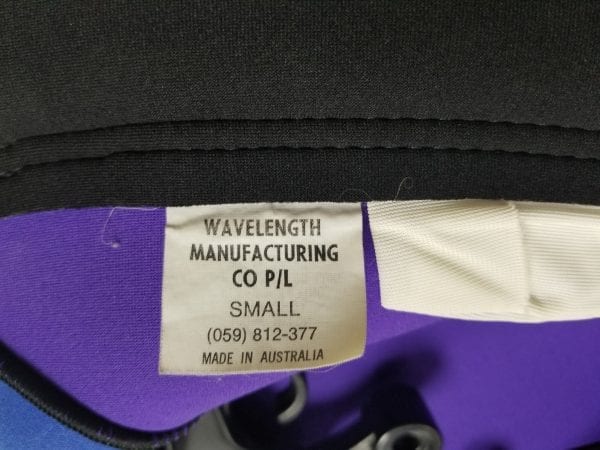 WAVELENGTH
MANUFACTURING
CO P/L
SMALL
(059) 812-377
MADE IN AUSTRALIA